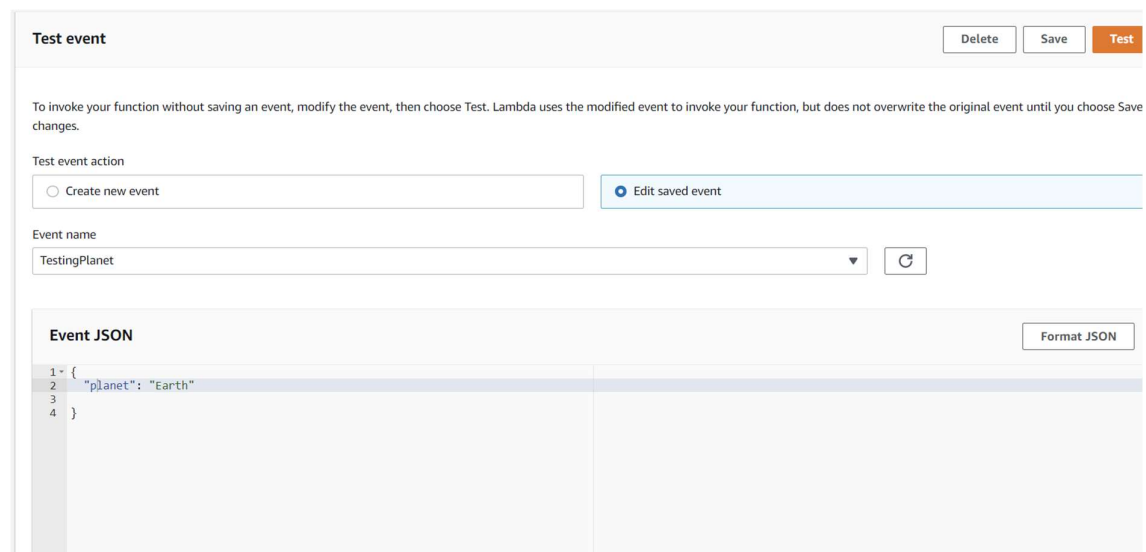 Test event
Delete
Save
Test
To invoke your function without saving an event, modify the event, then choose Test. Lambda uses the modified event to invoke your function, but does not overwrite the original event until you choose Save
changes.
Test event action
Create new event
Edit saved event
Event name
TestingPlanet
Event JSON
Format JSON
1 {
2 "planet": "Earth"
3
4 }